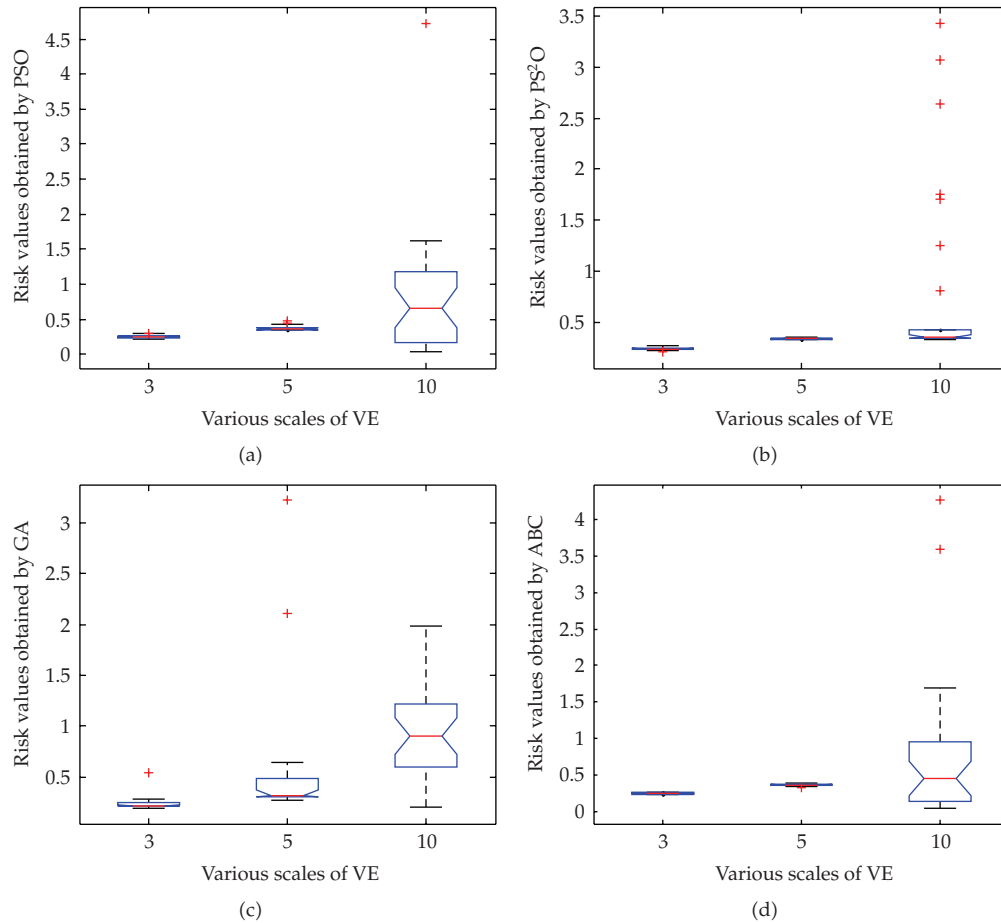 4.5
4
3.5
3
2.5
2
1.5
1
0.5
0
Risk values obtained by PSO
3 5 10
Various scales of VE
(a)
3.5
3
2.5
2
1.5
1
0.5
Risk values obtained by PS²O
3 5 10
Various scales of VE
(b)
3
2.5
2
1.5
1
0.5
Risk values obtained by GA
3 5 10
Various scales of VE
(c)
4
3.5
3
2.5
2
1.5
1
0.5
0
Risk values obtained by ABC
3 5 10
Various scales of VE
(d)